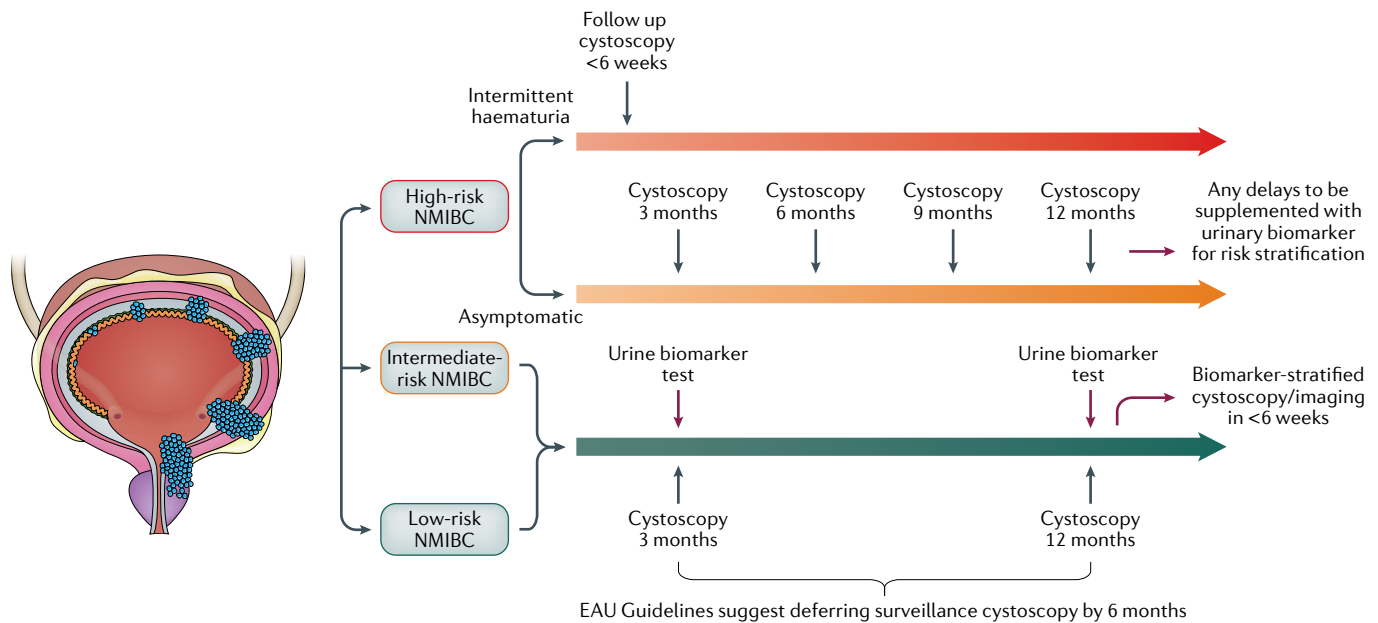 Follow up
cystoscopy
<6 weeks
Intermittent
haematuria
High-risk
NMIBC
Cystoscopy
3 months
Cystoscopy
6 months
Cystoscopy
9 months
Cystoscopy
12 months
Any delays to be
supplemented with
urinary biomarker
for risk stratification
Asymptomatic
Intermediate-
risk NMIBC
Urine biomarker
test
Urine biomarker
test
Biomarker-stratified
cystoscopy/imaging
in <6 weeks
Low-risk
NMIBC
Cystoscopy
3 months
Cystoscopy
12 months
EAU Guidelines suggest deferring surveillance cystoscopy by 6 months